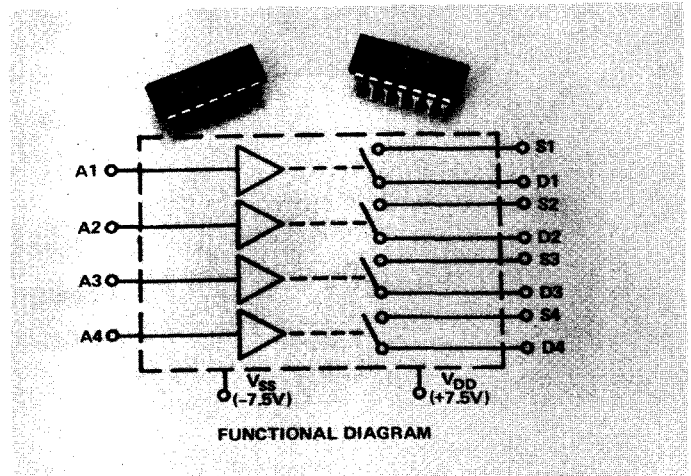 A1
S1
D1
A2
S2
D2
A3
S3
D3
A4
S4
D4
VSS
(-7.5V)
VDD
(+7.5V)
FUNCTIONAL DIAGRAM